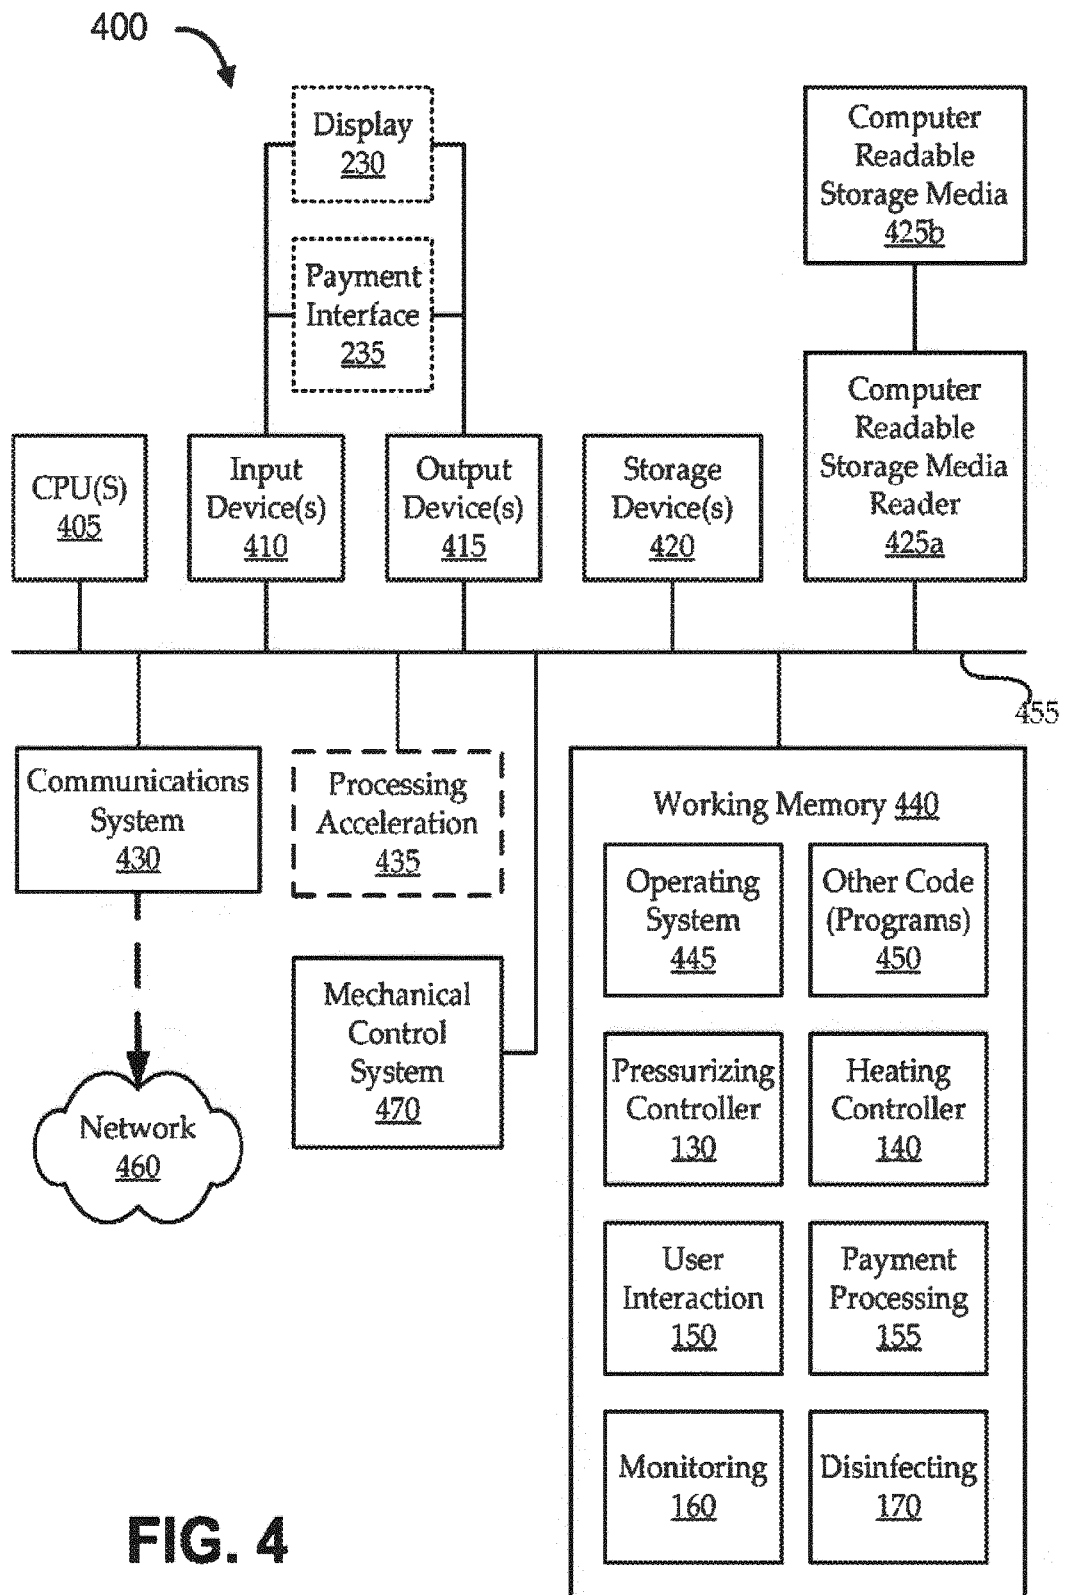 400
Display
230
Payment
Interface
235
Computer
Readable
Storage Media
425b
Computer
Readable
Storage Media
Reader
425a
CPU(S)
405
Input
Device(s)
410
Output
Device(s)
415
Storage
Device(s)
420
455
Communications
System
430
Processing
Acceleration
435
Mechanical
Control
System
470
Network
460
Working Memory 440
Operating
System
445
Other Code
(Programs)
450
Pressurizing
Controller
130
Heating
Controller
140
User
Interaction
150
Payment
Processing
155
Monitoring
160
Disinfecting
170
FIG. 4